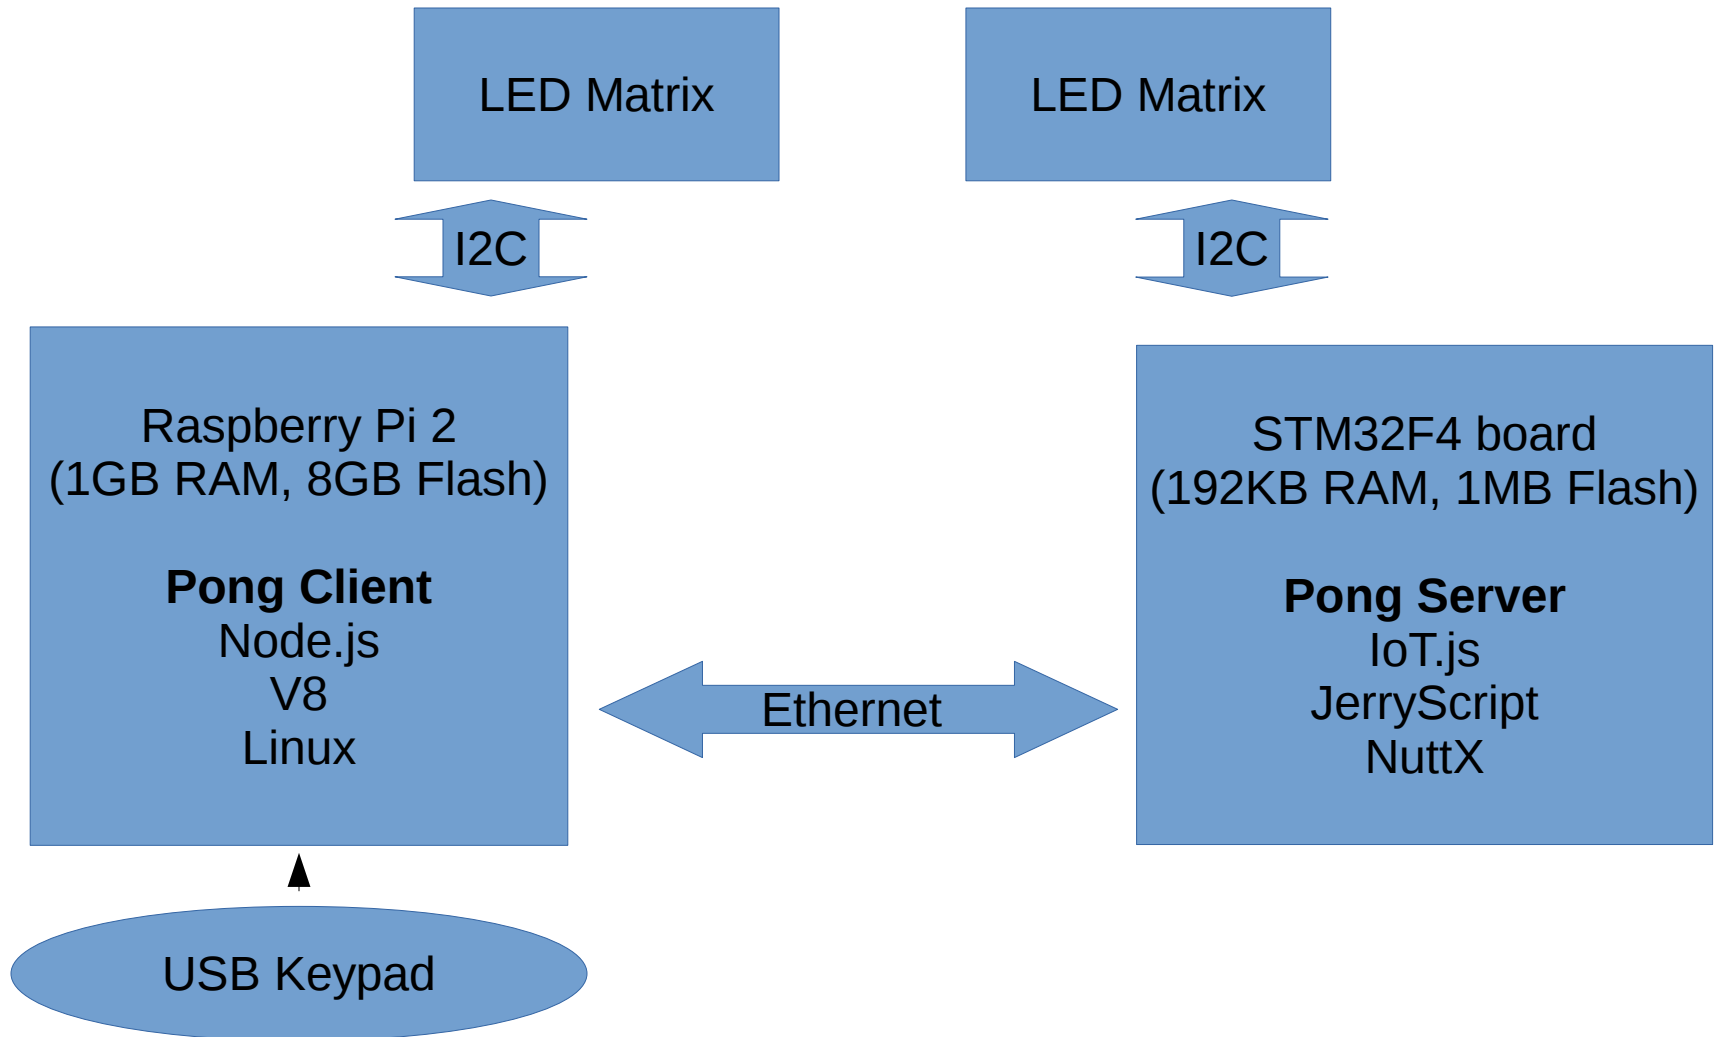 LED Matrix
LED Matrix
I2C
I2C
Raspberry Pi 2
(1GB RAM, 8GB Flash)
Pong Client
Node.js
V8
Linux
Ethernet
STM32F4 board
(192KB RAM, 1MB Flash)
Pong Server
IoT.js
JerryScript
NuttX
USB Keypad